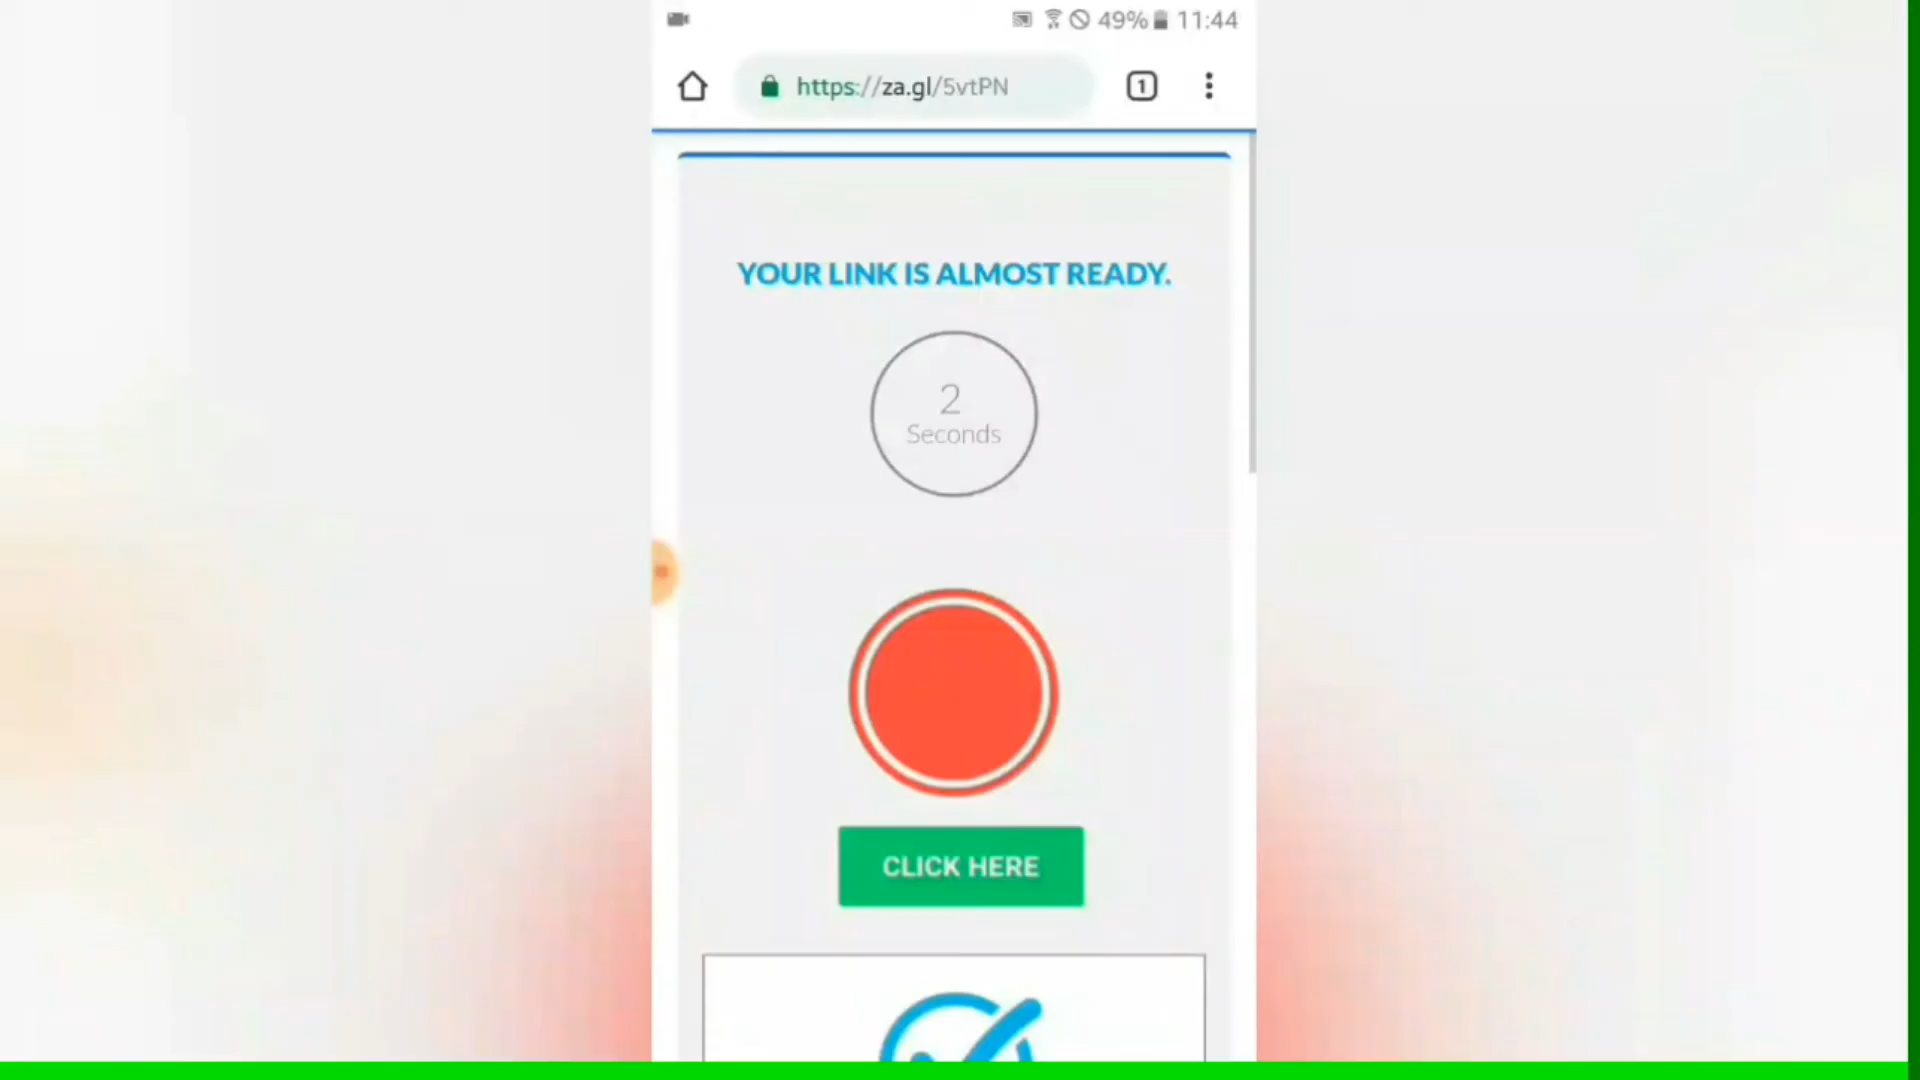 49% 11:44
https://za.gl/5vtPN
1
YOUR LINK IS ALMOST READY.
2
Seconds
CLICK HERE